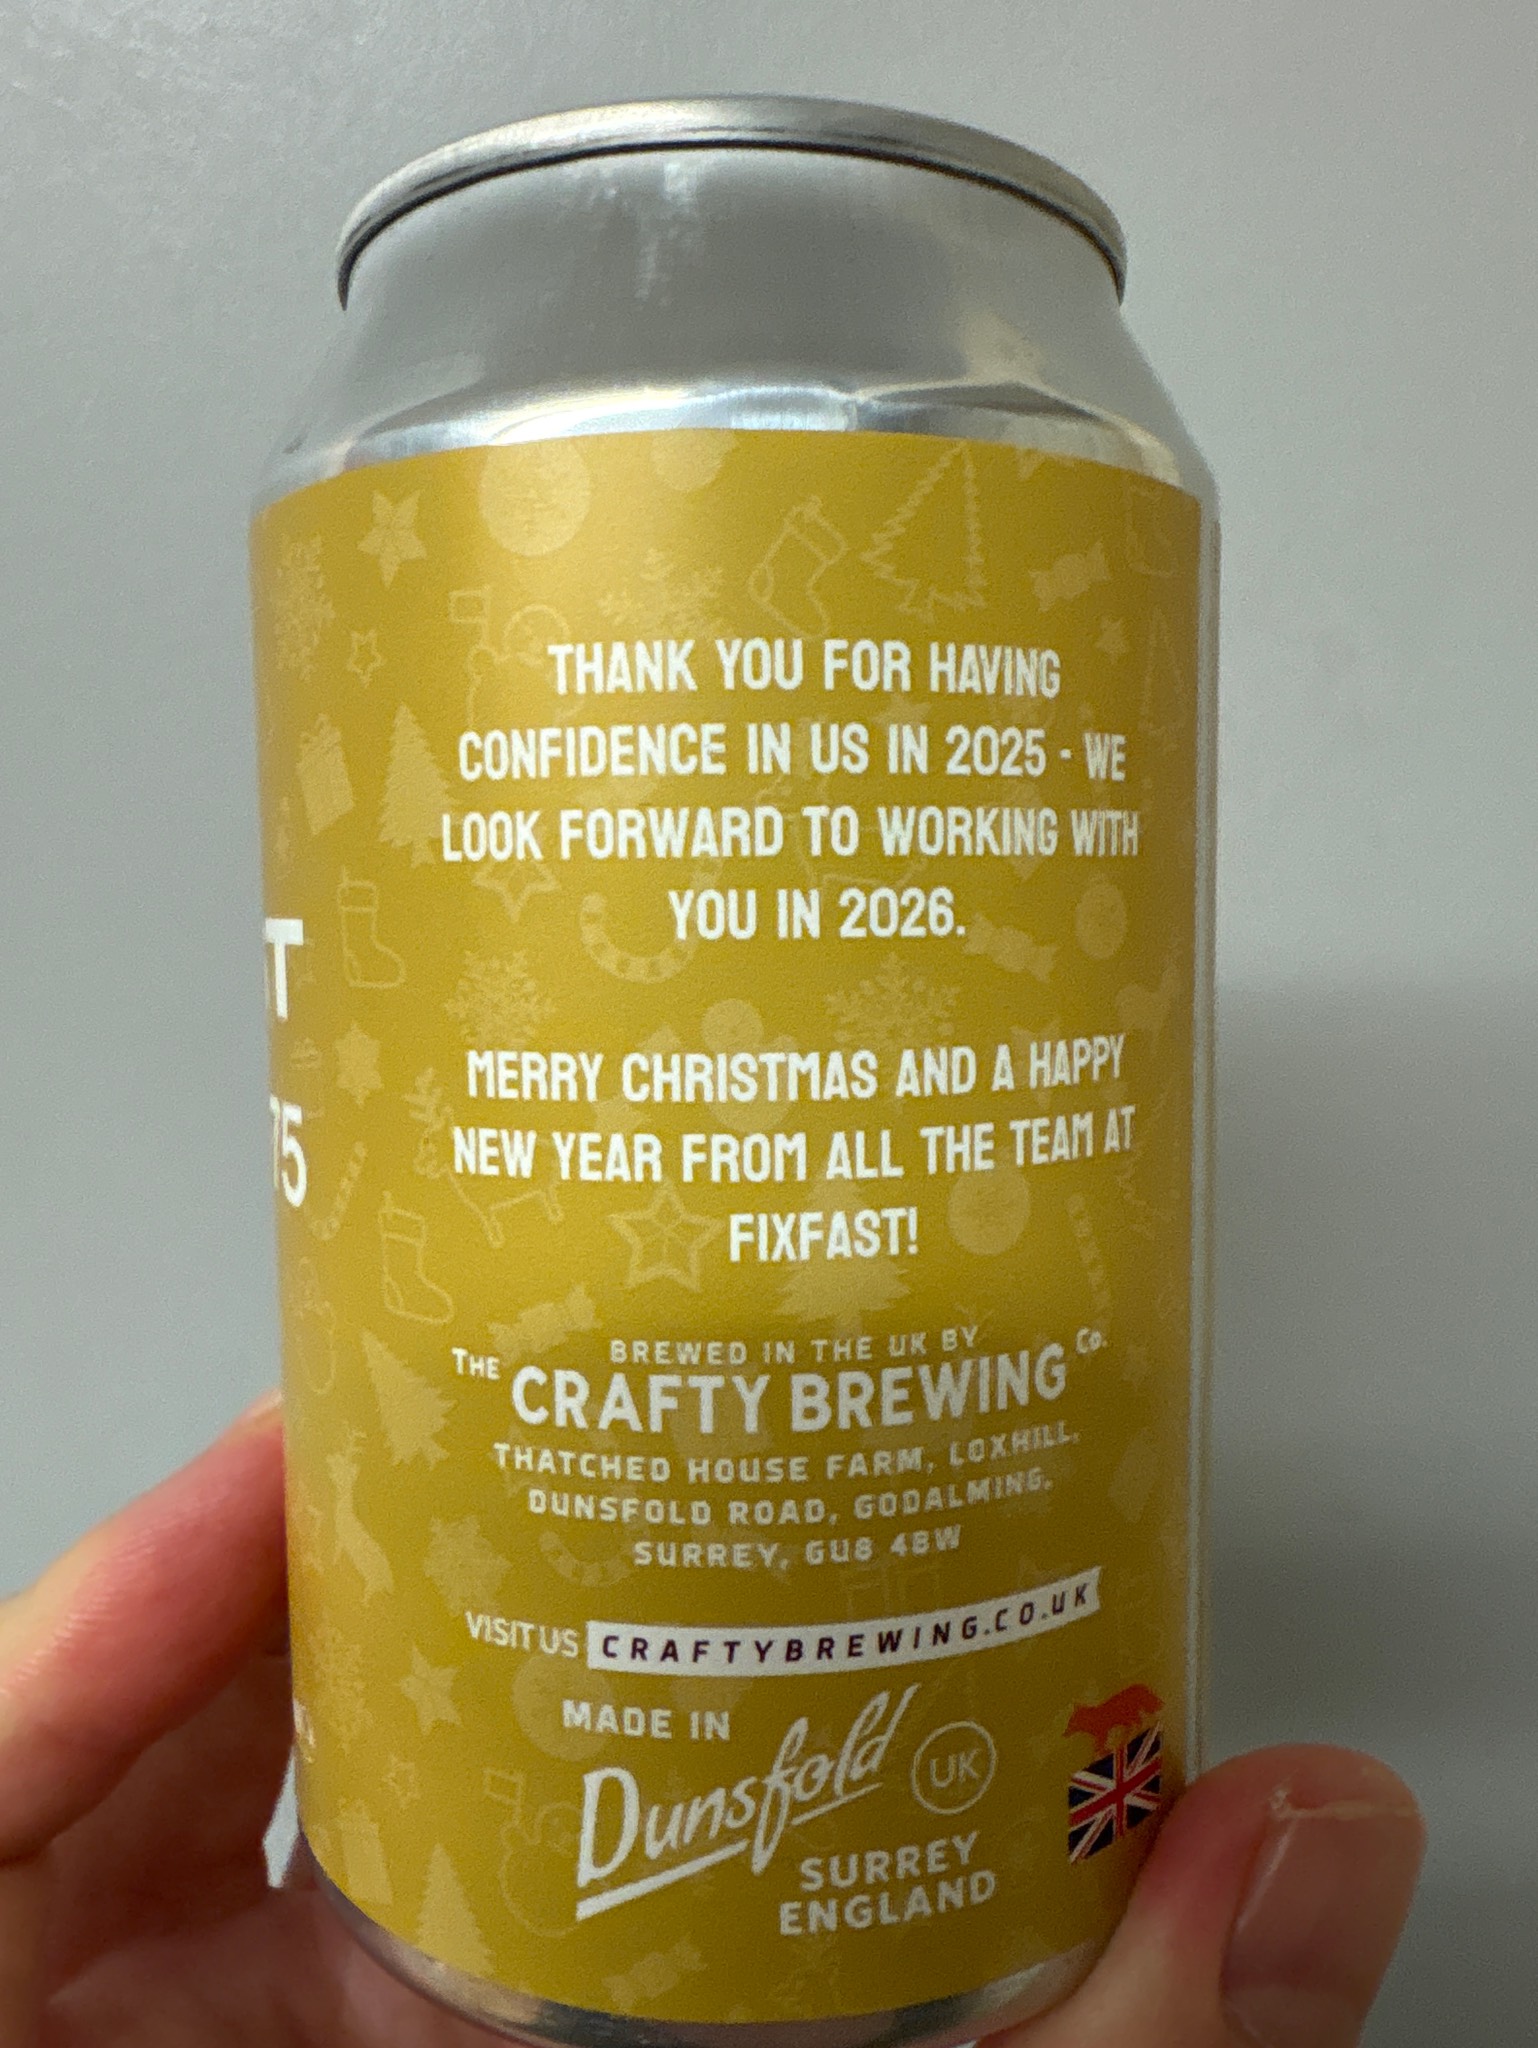 THANK YOU FOR HAVING
CONFIDENCE IN US IN 2025 - WE
LOOK FORWARD TO WORKING WITH
YOU IN 2026.
MERRY CHRISTMAS AND A HAPPY
NEW YEAR FROM ALL THE TEAM AT
FIXFAST!
BREWED IN THE UK BY
THE CRAFTY BREWING Co.
THATCHED HOUSE FARM, LOXHILL,
DUNSFOLD ROAD, GODALMING,
SURREY, GU8 4BW
VISIT US CRAFTYBREWING.CO.UK
MADE IN
Dunsfold UK
SURREY
ENGLAND
75